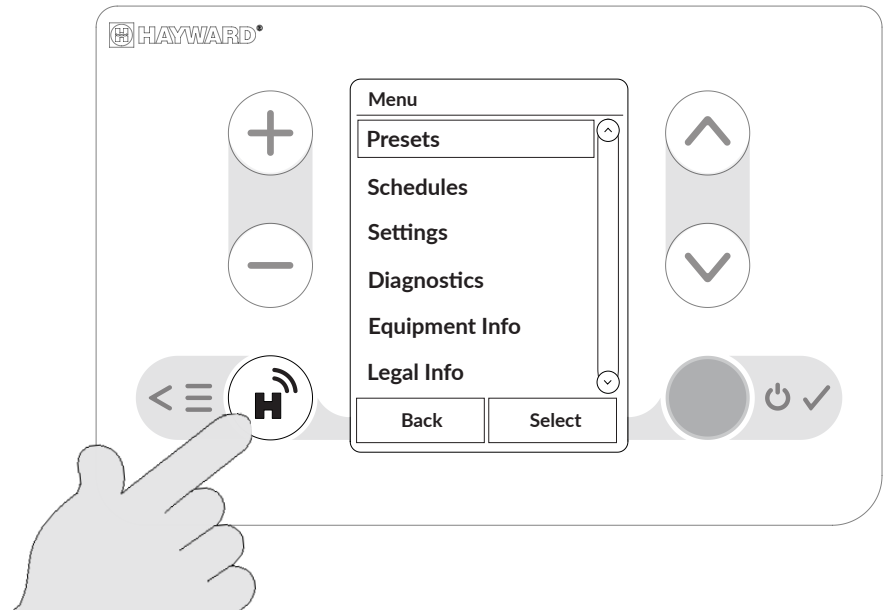 HAYWARD®
Menu
Presets
Schedules
Settings
Diagnostics
Equipment Info
Legal Info
Back Select
H